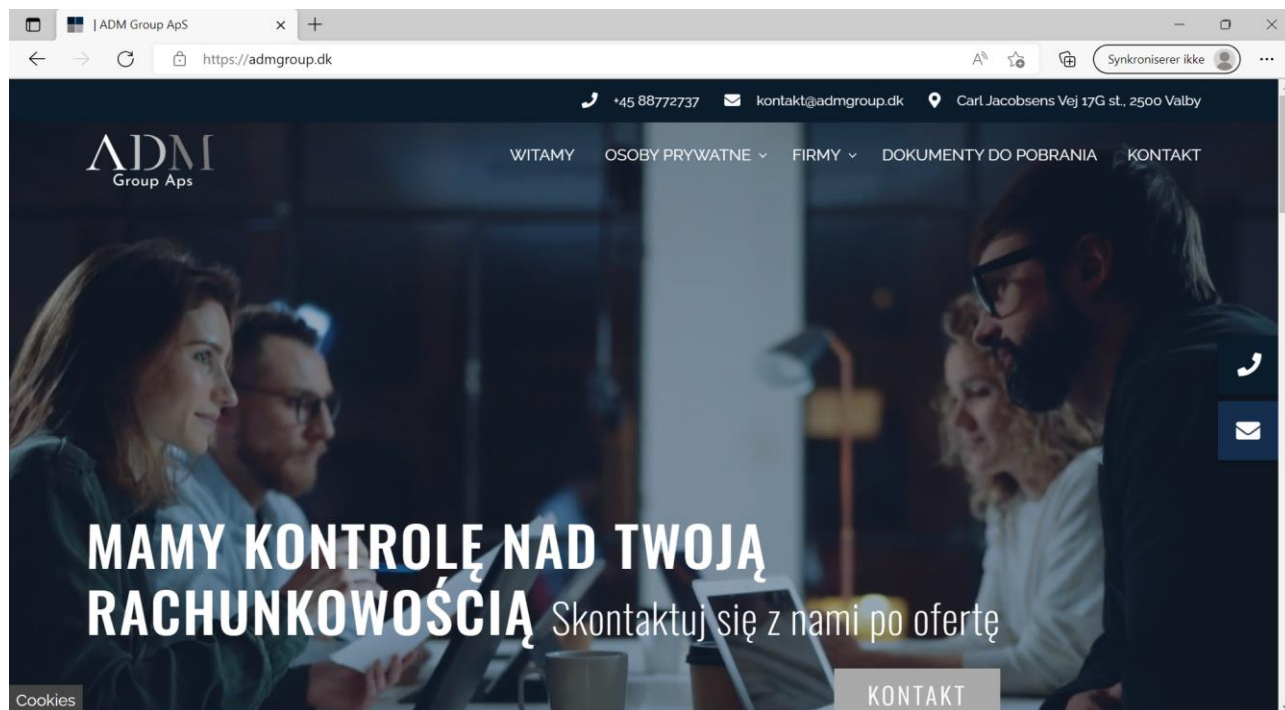 | ADM Group ApS
https://admgroup.dk
Synkroniserer ikke
+45 88772737 kontakt@admgroup.dk Carl Jacobsens Vej 17G st., 2500 Valby
ADM
Group Aps
WITAMY OSOBY PRYWATNE FIRMY DOKUMENTY DO POBRANIA KONTAKT
MAMY KONTROLĘ NAD TWOJĄ
RACHUNKOWOŚCIĄ Skontaktuj się z nami po ofertę
KONTAKT
Cookies